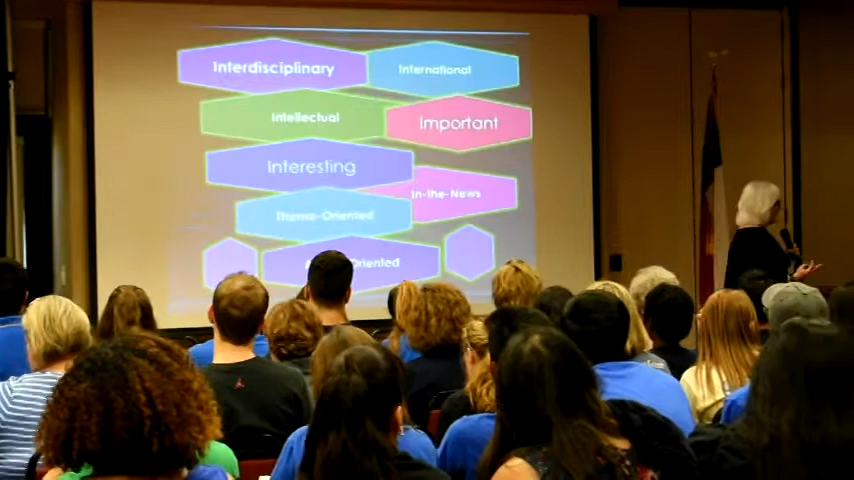 Interdisciplinary
International
Intellectual
Important
Interesting
In-the-News
Theme-Oriented
Oriented